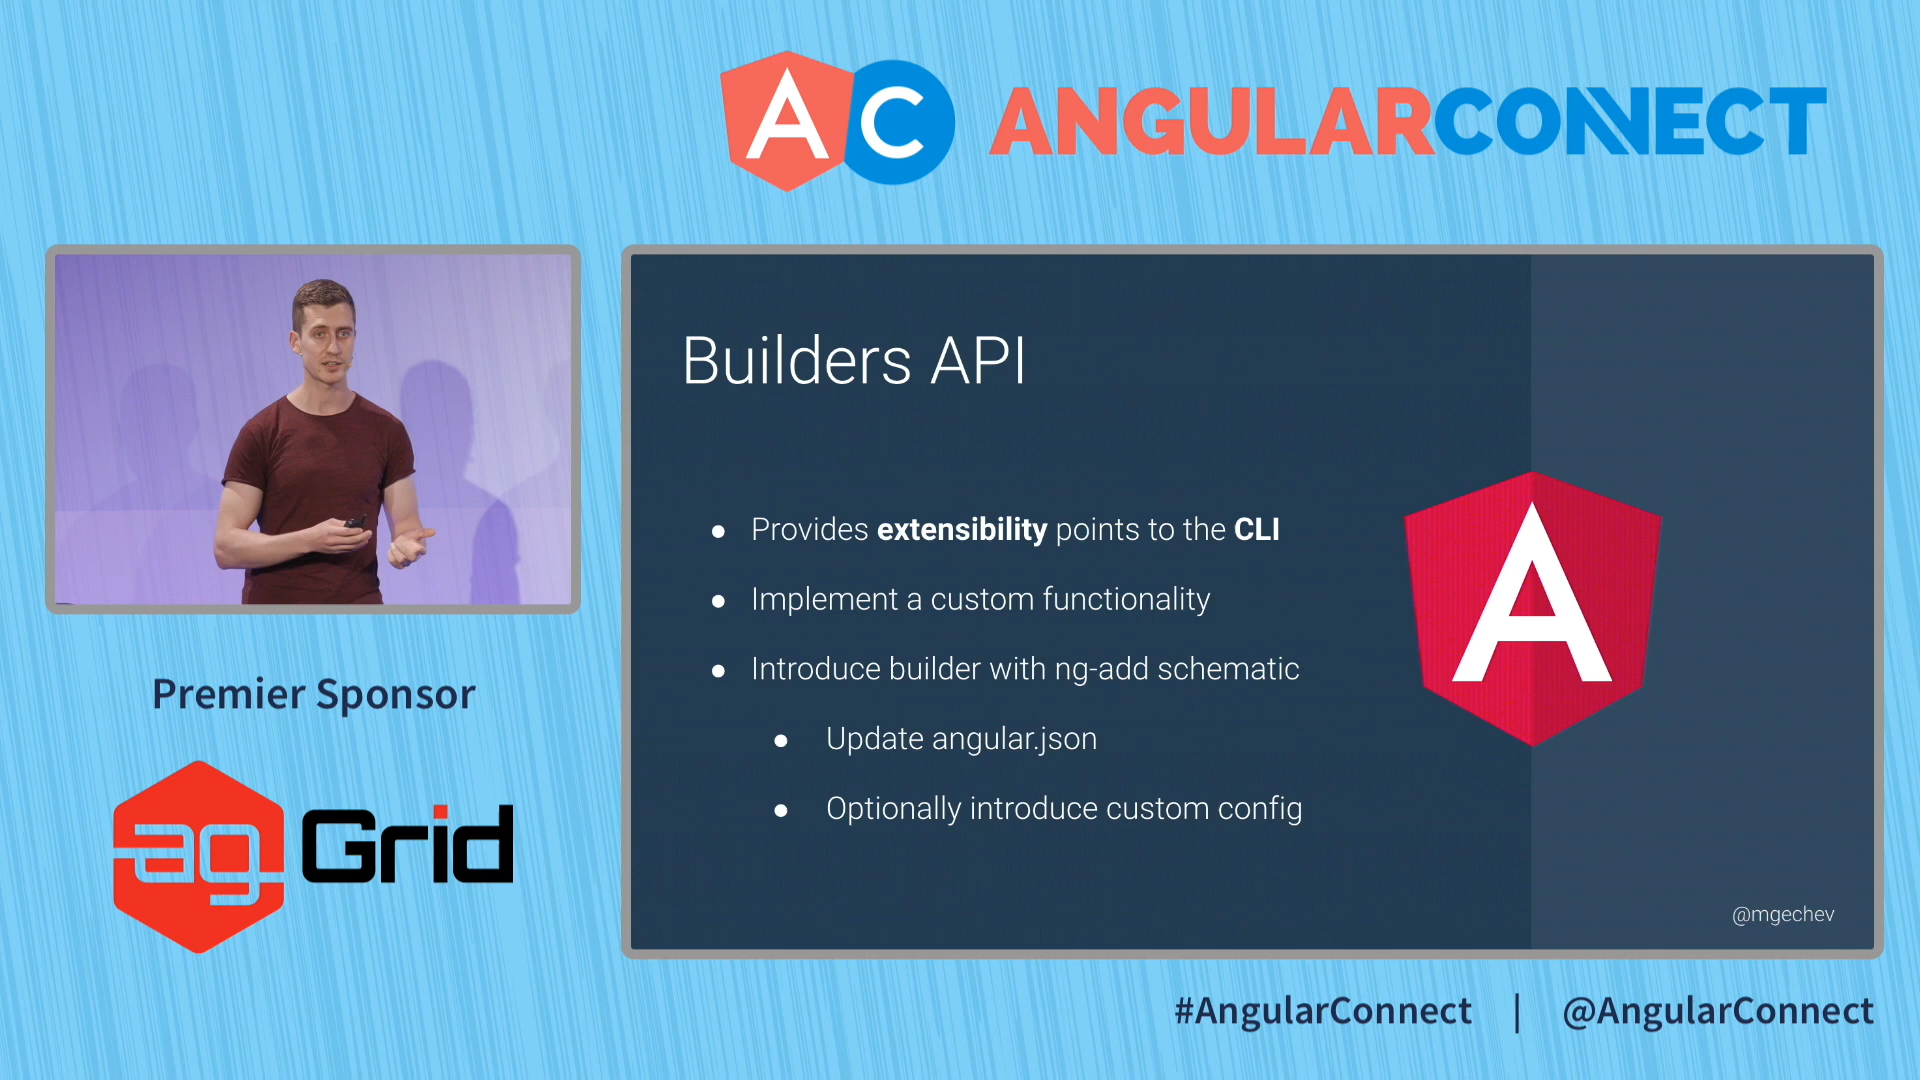 AC ANGULARCONNECT
Builders API
● Provides extensibility points to the CLI
● Implement a custom functionality
● Introduce builder with ng-add schematic
● Update angular.json
● Optionally introduce custom config
A
@mgechev
Premier Sponsor
ag Grid
#AngularConnect | @AngularConnect